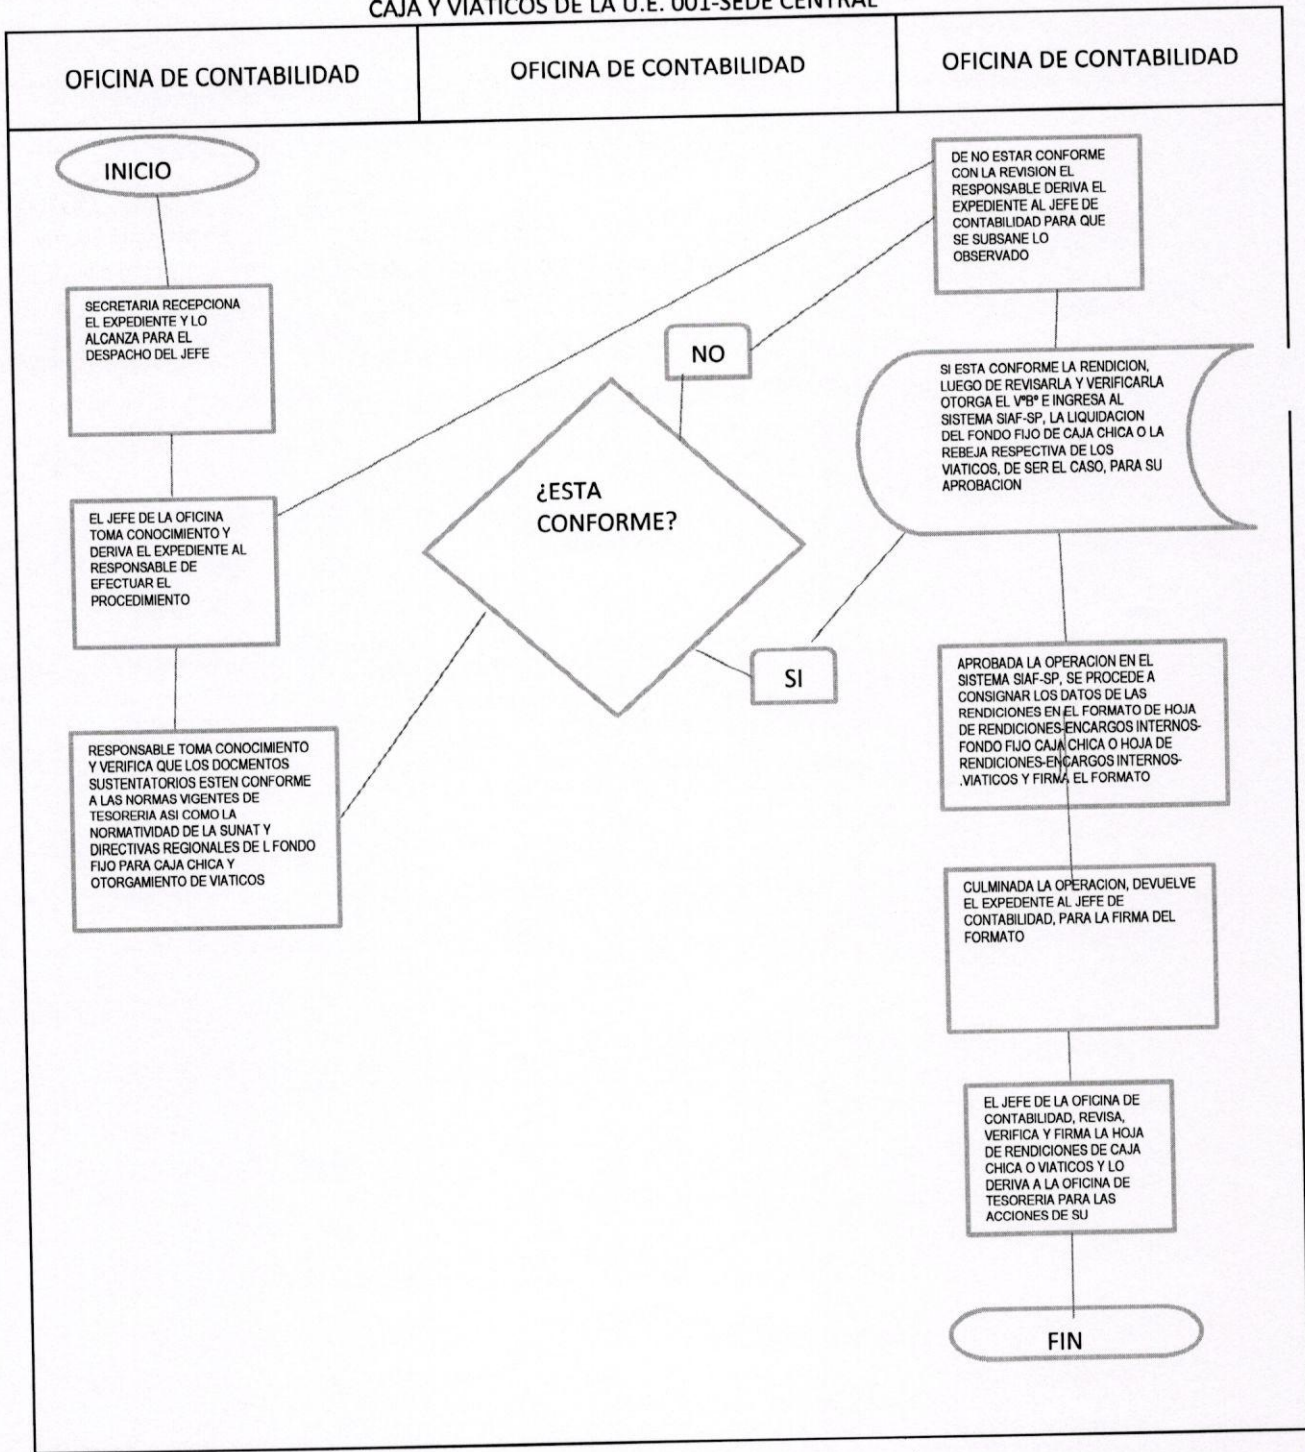 CAJA Y VIATICOS DE LA U.E. 001-SEDE CENTRAL
OFICINA DE CONTABILIDAD
OFICINA DE CONTABILIDAD
OFICINA DE CONTABILIDAD
INICIO
SECRETARIA RECEPCIONA
EL EXPEDIENTE Y LO
ALCANZA PARA EL
DESPACHO DEL JEFE
EL JEFE DE LA OFICINA
TOMA CONOCIMIENTO Y
DERIVA EL EXPEDIENTE AL
RESPONSABLE DE
EFECTUAR EL
PROCEDIMIENTO
RESPONSABLE TOMA CONOCIMIENTO
Y VERIFICA QUE LOS DOCMENTOS
SUSTENTATORIOS ESTEN CONFORME
A LAS NORMAS VIGENTES DE
TESORERIA ASI COMO LA
NORMATIVIDAD DE LA SUNAT Y
DIRECTIVAS REGIONALES DE L FONDO
FIJO PARA CAJA CHICA Y
OTORGAMIENTO DE VIATICOS
¿ESTA
CONFORME?
NO
SI
DE NO ESTAR CONFORME
CON LA REVISION EL
RESPONSABLE DERIVA EL
EXPEDIENTE AL JEFE DE
CONTABILIDAD PARA QUE
SE SUBSANE LO
OBSERVADO
SI ESTA CONFORME LA RENDICION,
LUEGO DE REVISARLA Y VERIFICARLA
OTORGA EL V°B° E INGRESA AL
SISTEMA SIAF-SP, LA LIQUIDACION
DEL FONDO FIJO DE CAJA CHICA O LA
REBEJA RESPECTIVA DE LOS
VIATICOS, DE SER EL CASO, PARA SU
APROBACION
APROBADA LA OPERACION EN EL
SISTEMA SIAF-SP, SE PROCEDE A
CONSIGNAR LOS DATOS DE LAS
RENDICIONES EN EL FORMATO DE HOJA
DE RENDICIONES-ENCARGOS INTERNOS-
FONDO FIJO CAJA CHICA O HOJA DE
RENDICIONES-ENCARGOS INTERNOS-
.VIATICOS Y FIRMA EL FORMATO
CULMINADA LA OPERACION, DEVUELVE
EL EXPEDENTE AL JEFE DE
CONTABILIDAD, PARA LA FIRMA DEL
FORMATO
EL JEFE DE LA OFICINA DE
CONTABILIDAD, REVISA,
VERIFICA Y FIRMA LA HOJA
DE RENDICIONES DE CAJA
CHICA O VIATICOS Y LO
DERIVA A LA OFICINA DE
TESORERIA PARA LAS
ACCIONES DE SU
FIN